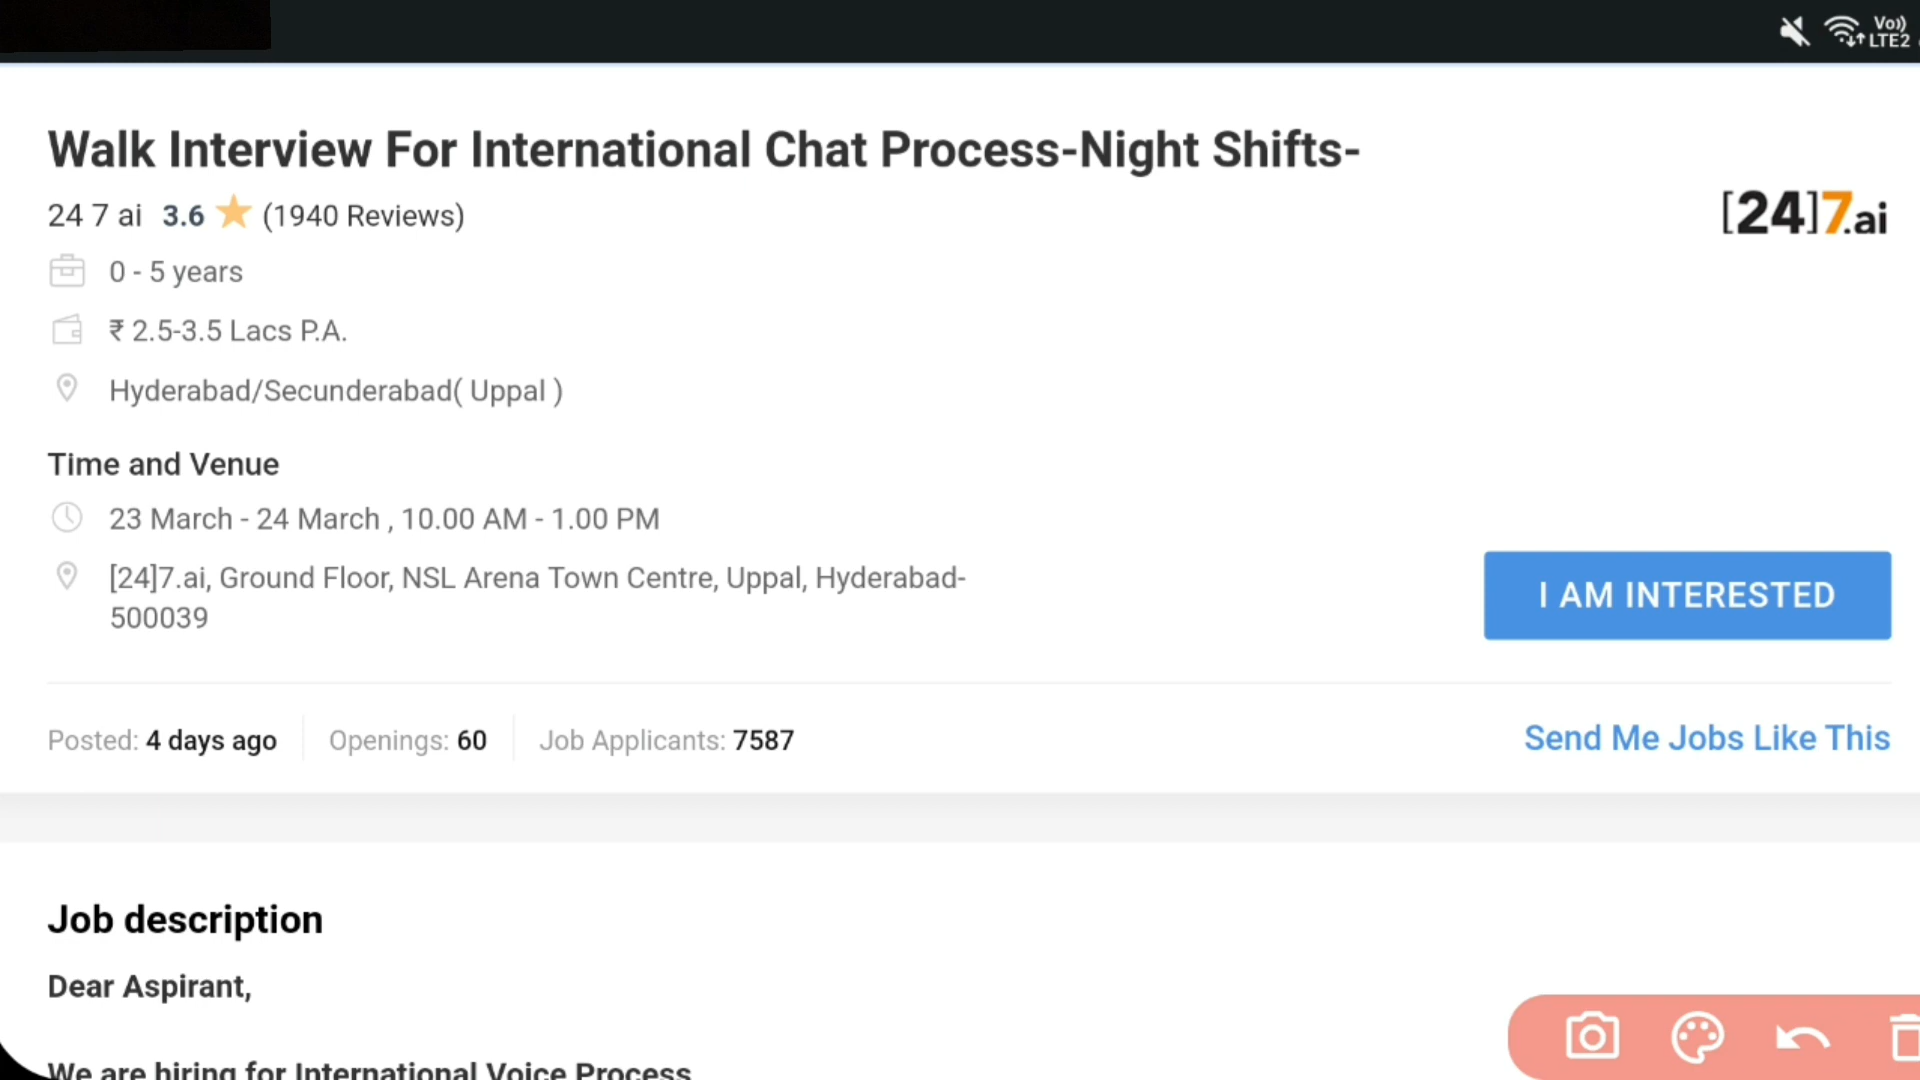 Vo))
LTE2
Walk Interview For International Chat Process-Night Shifts-
24 7 ai 3.6 (1940 Reviews)
[24]7.ai
0 - 5 years
₹ 2.5-3.5 Lacs P.A.
Hyderabad/Secunderabad( Uppal )
Time and Venue
23 March - 24 March , 10.00 AM - 1.00 PM
[24]7.ai, Ground Floor, NSL Arena Town Centre, Uppal, Hyderabad-
500039
I AM INTERESTED
Posted: 4 days ago Openings: 60 Job Applicants: 7587
Send Me Jobs Like This
Job description
Dear Aspirant,
We are hiring for International Voice Process